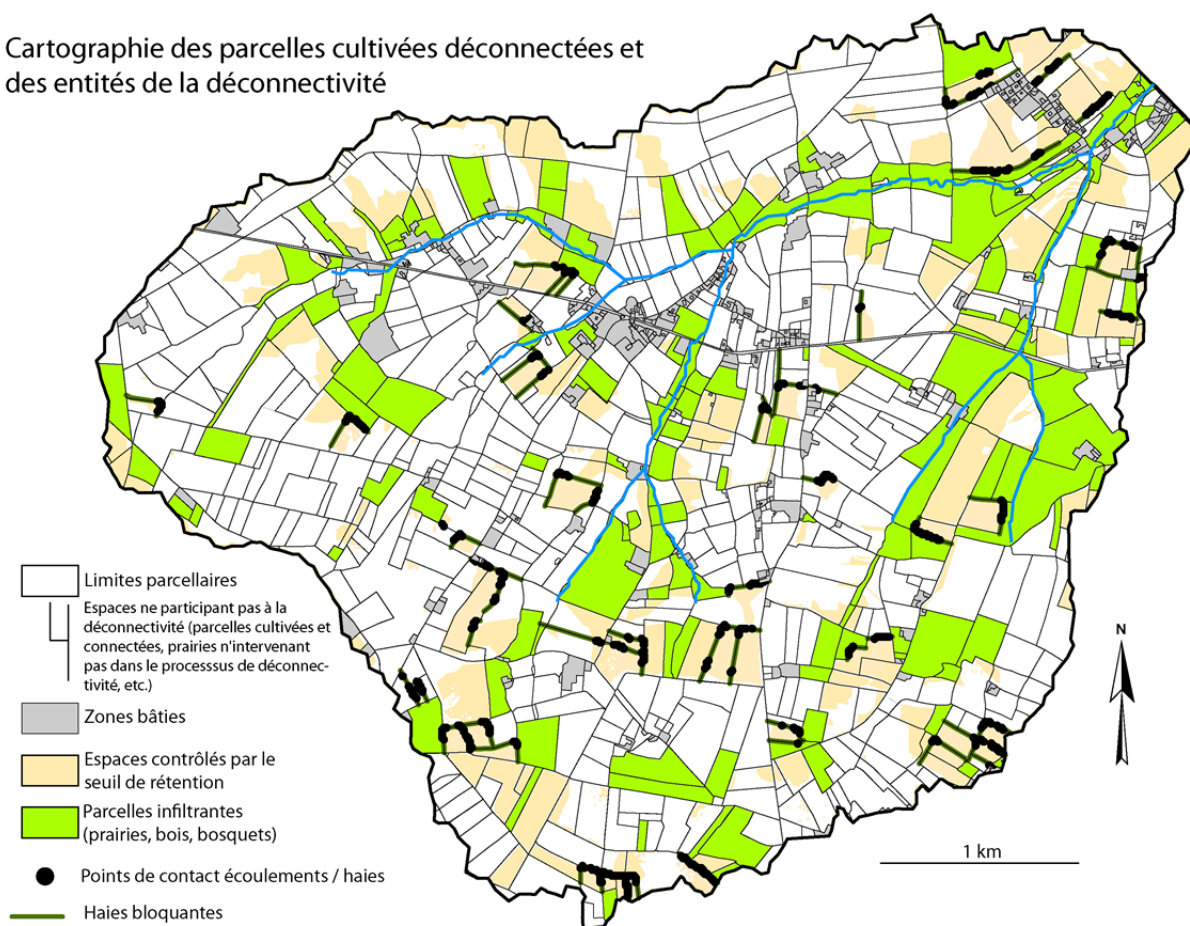 Cartographie des parcelles cultivées déconnectées et
des entités de la déconnectivité
Limites parcellaires
Espaces ne participant pas à la
déconnectivité (parcelles cultivées et
connectées, prairies n'intervenant
pas dans le processsus de déconnec-
tivité, etc.)
Zones bâties
Espaces contrôlés par le
seuil de rétention
Parcelles infiltrantes
(prairies, bois, bosquets)
Points de contact écoulements / haies
Haies bloquantes
N
1 km